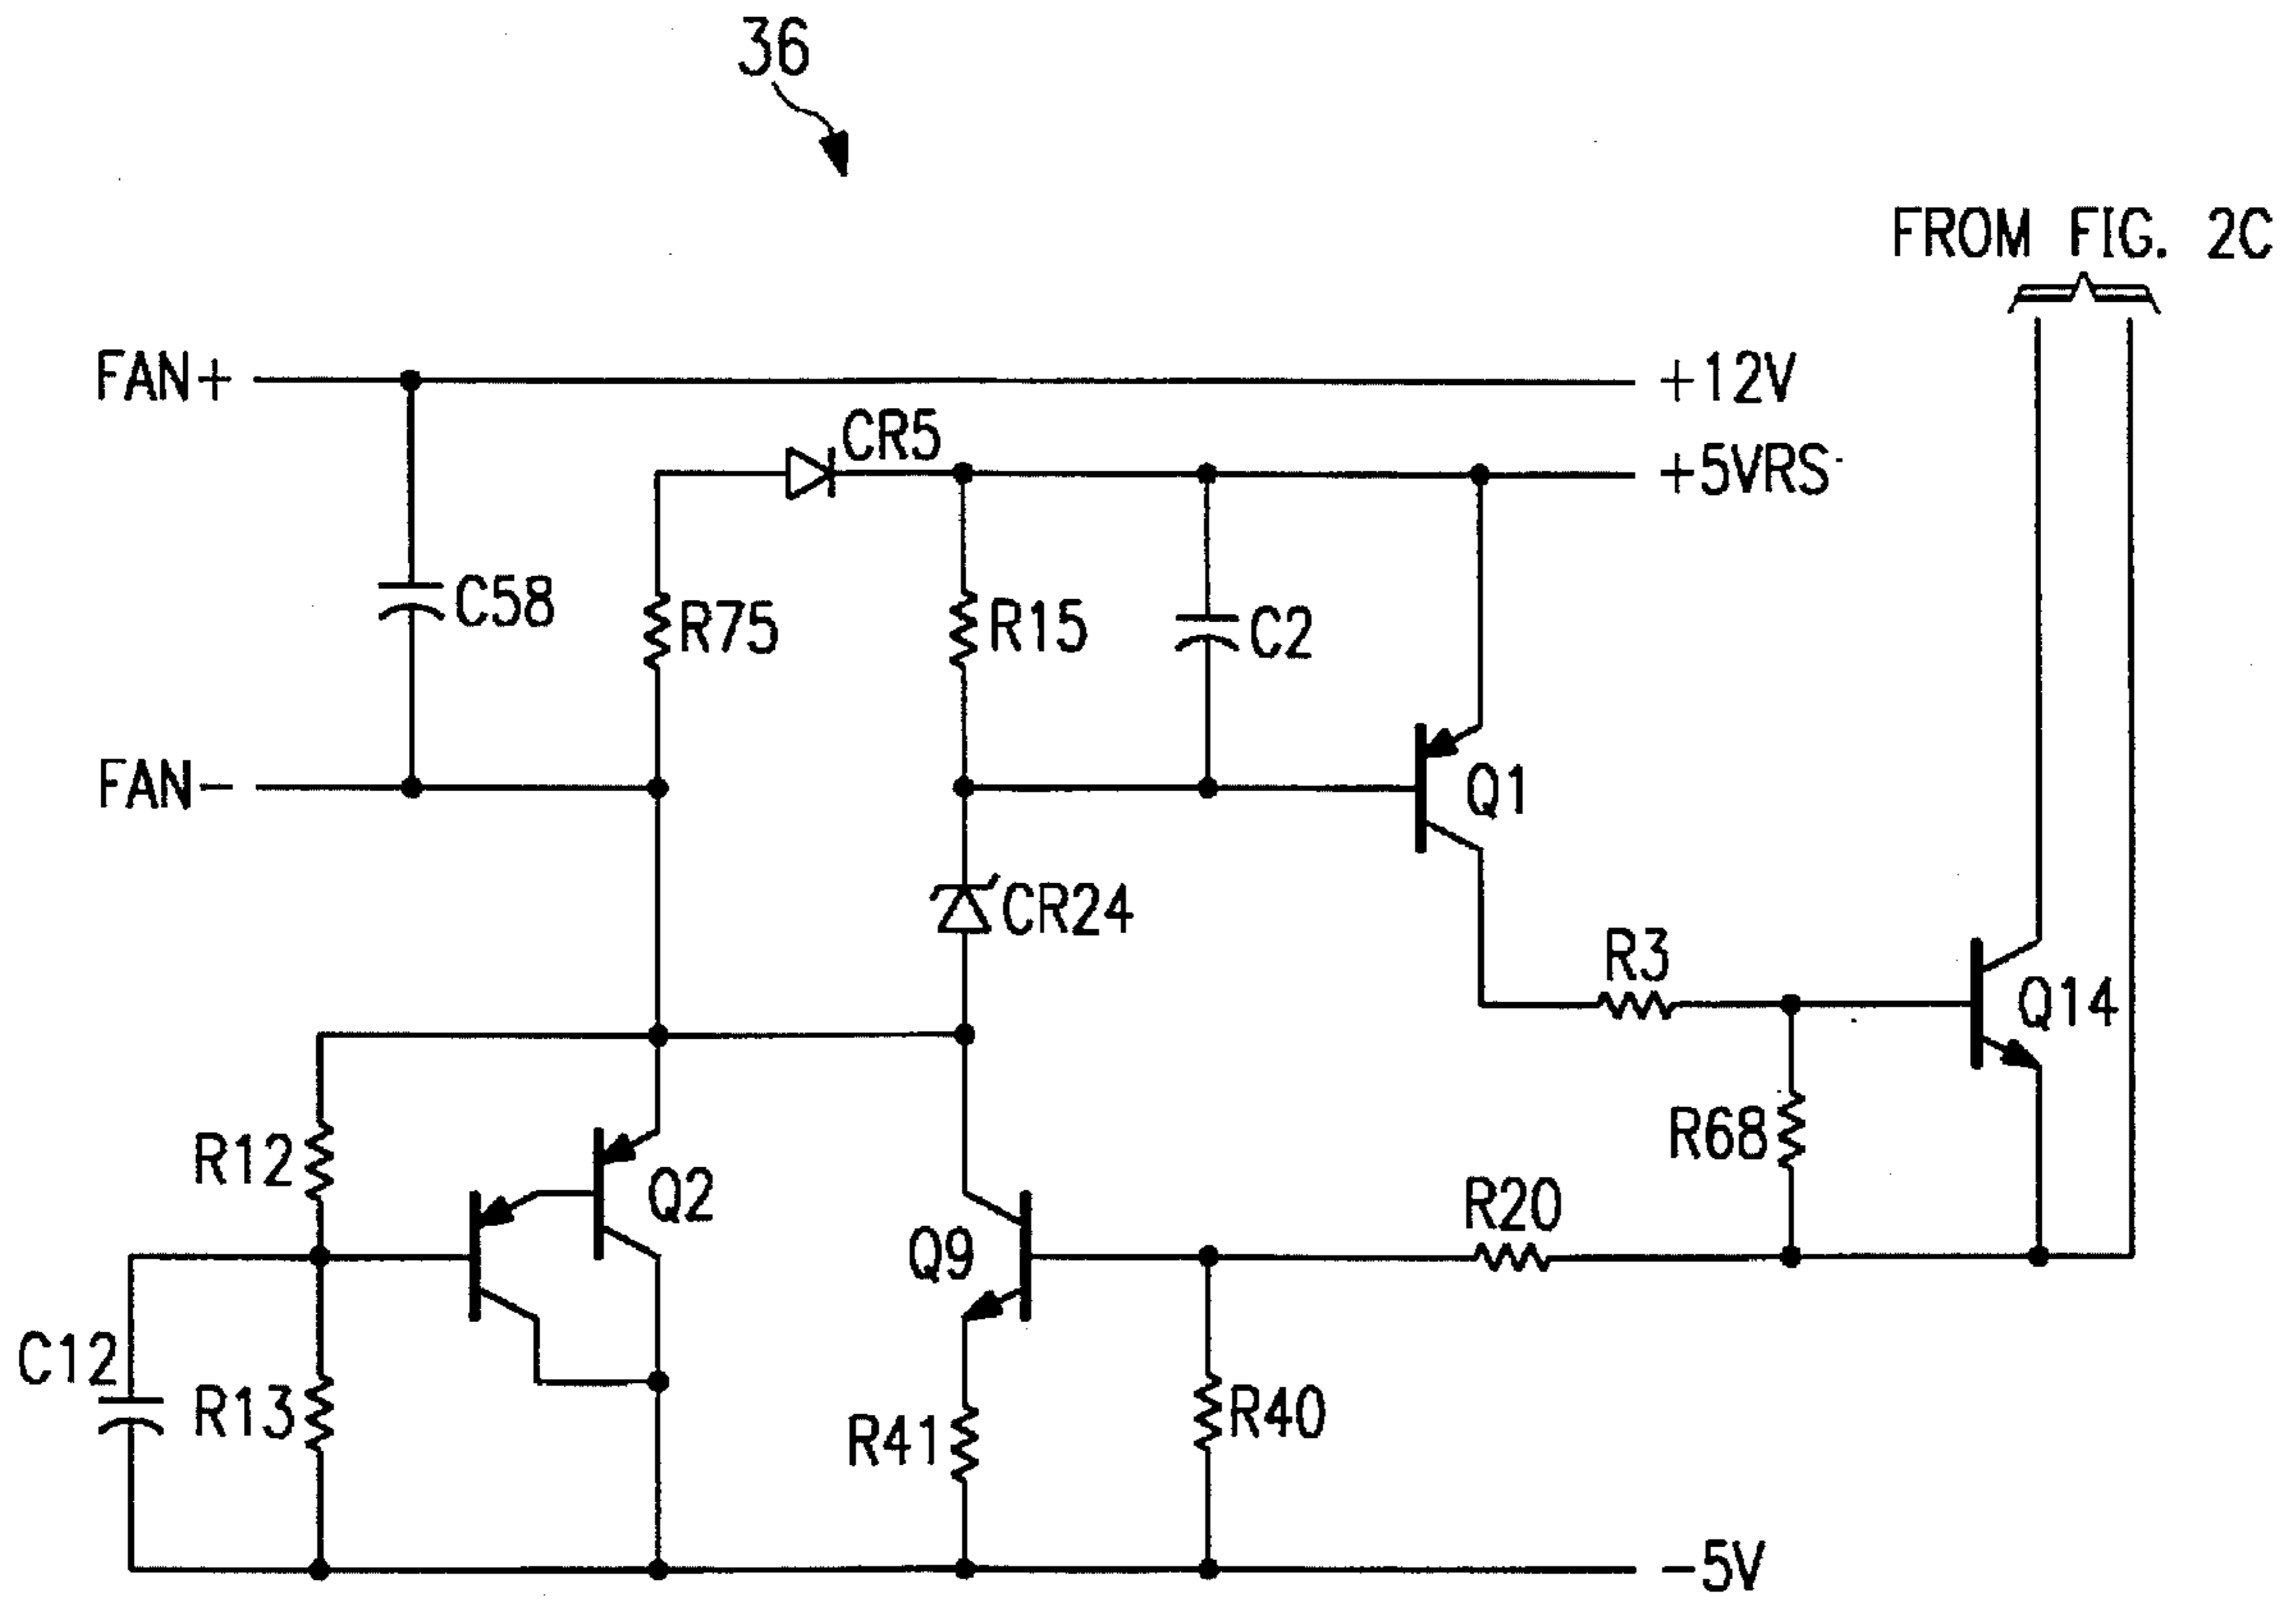 36
FROM FIG. 2C
FAN+
+12V
CR5
+5VRS
C58
R75
R15
C2
FAN-
Q1
CR24
R3
Q14
R12
Q2
R68
R20
Q9
C12
R13
R41
R40
-5V